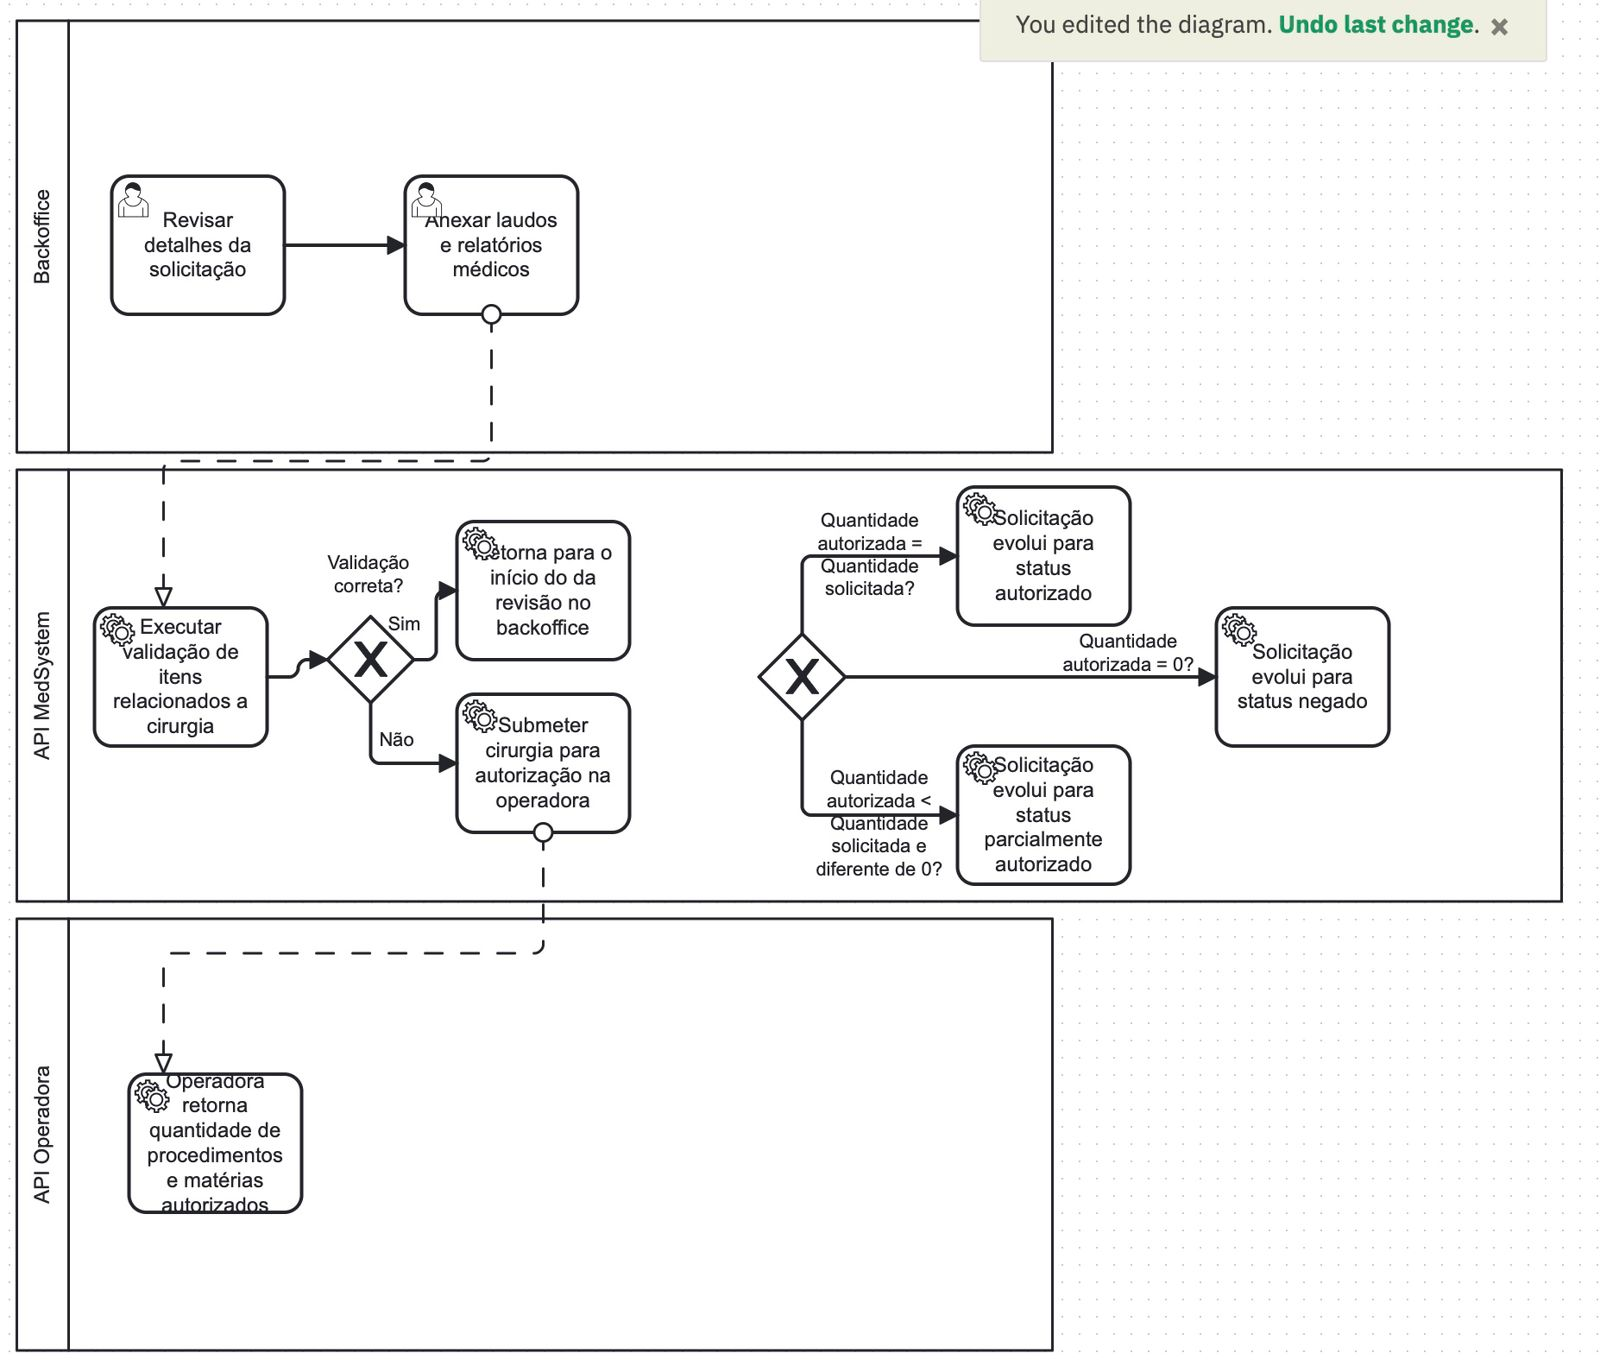 You edited the diagram. Undo last change.
Backoffice
Revisar
detalhes da
solicitação
Anexar laudos
e relatórios
médicos
API MedSystem
Executar
validação de
itens
relacionados a
cirurgia
Validação
correta?
Sim
Não
etorna para o
início do da
revisão no
backoffice
Submeter
cirurgia para
autorização na
operadora
Quantidade
autorizada =
Quantidade
solicitada?
Solicitação
evolui para
status
autorizado
Quantidade
autorizada = 0?
Solicitação
evolui para
status negado
Quantidade
autorizada <
Quantidade
solicitada e
diferente de 0?
Solicitação
evolui para
status
parcialmente
autorizado
API Operadora
Operadora
retorna
quantidade de
procedimentos
e matérias
autorizados